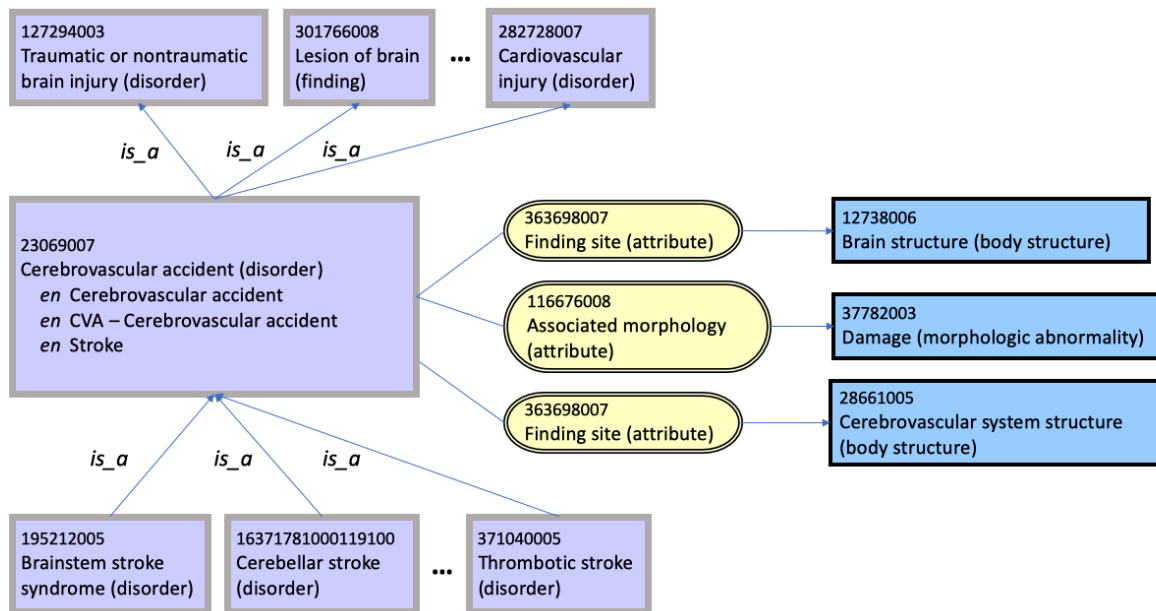 127294003
Traumatic or nontraumatic
brain injury (disorder)
301766008
Lesion of brain
(finding)
...
282728007
Cardiovascular
injury (disorder)
is_a
is_a
is_a
23069007
Cerebrovascular accident (disorder)
en Cerebrovascular accident
en CVA – Cerebrovascular accident
en Stroke
363698007
Finding site (attribute)
12738006
Brain structure (body structure)
116676008
Associated morphology
(attribute)
37782003
Damage (morphologic abnormality)
363698007
Finding site (attribute)
28661005
Cerebrovascular system structure
(body structure)
is_a
is_a
is_a
195212005
Brainstem stroke
syndrome (disorder)
16371781000119100
Cerebellar stroke
(disorder)
...
371040005
Thrombotic stroke
(disorder)